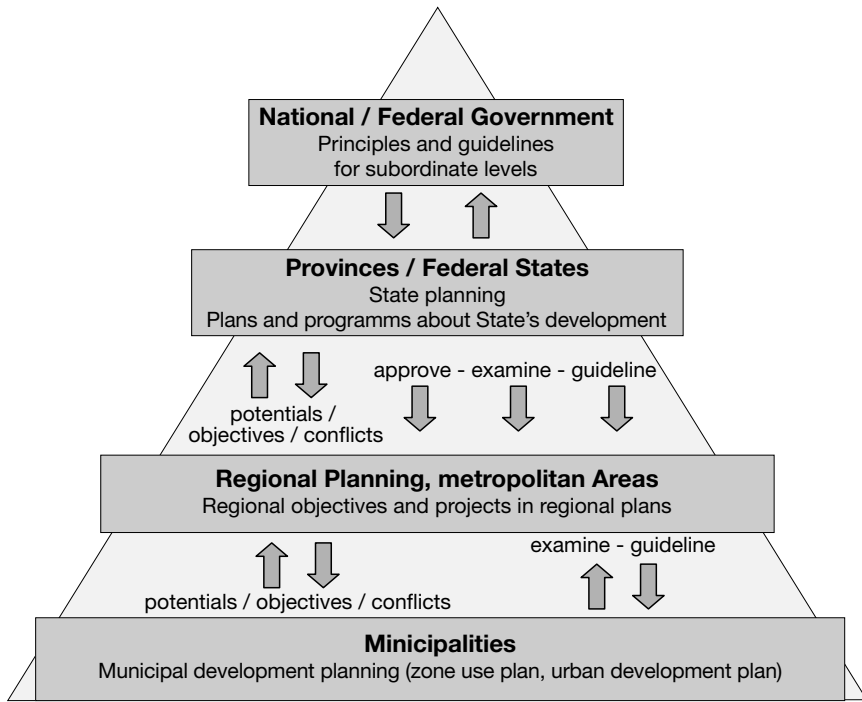 National / Federal Government
Principles and guidelines
for subordinate levels
Provinces / Federal States
State planning
Plans and programms about State's development
approve - examine - guideline
potentials /
objectives / conflicts
Regional Planning, metropolitan Areas
Regional objectives and projects in regional plans
examine - guideline
potentials / objectives / conflicts
Minicipalities
Municipal development planning (zone use plan, urban development plan)